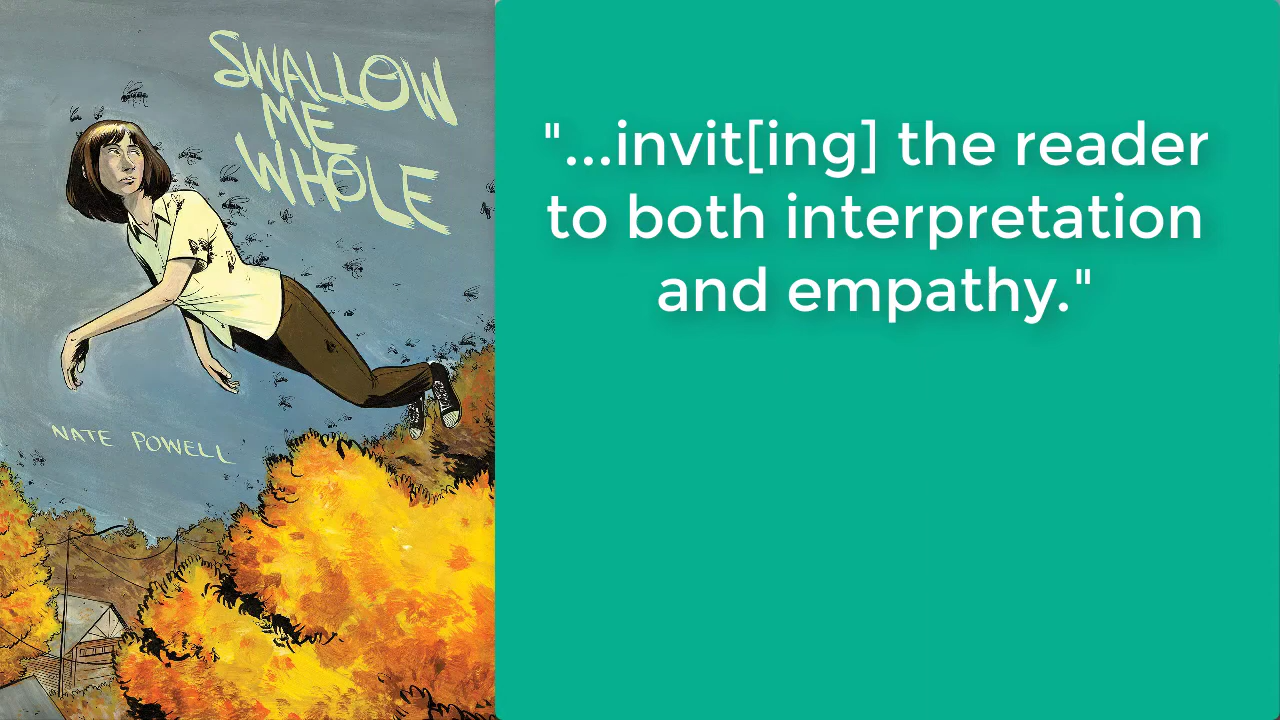 SWALLOW
ME
WHOLE
NATE POWELL
"...invit[ing] the reader
to both interpretation
and empathy."